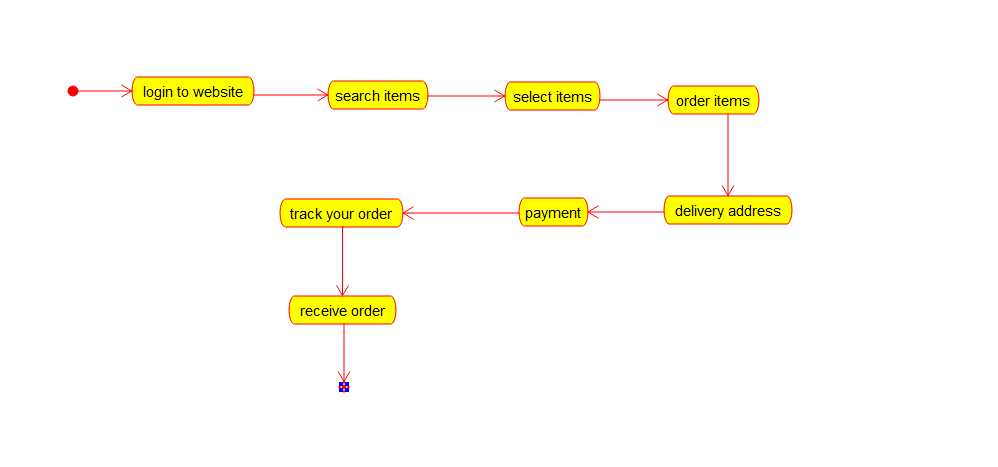 login to website
search items
select items
order items
delivery address
payment
track your order
receive order